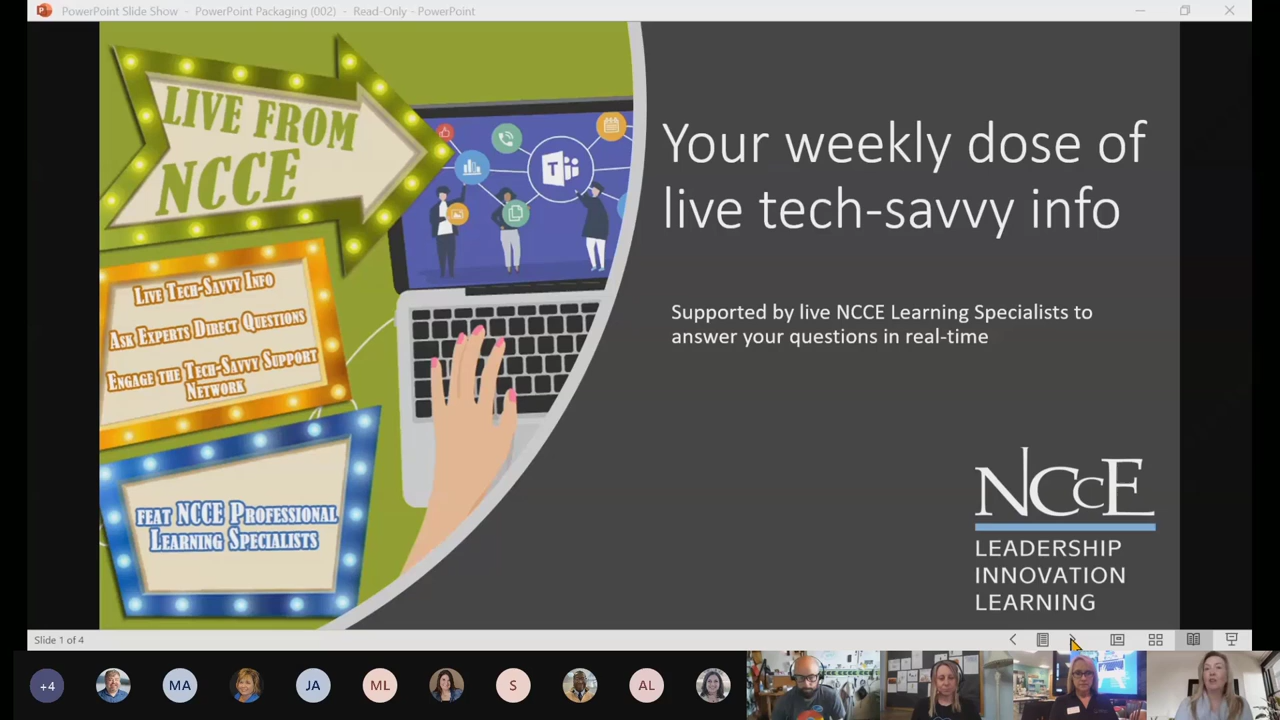 PowerPoint Slide Show - PowerPoint Packaging (002) - Read-Only - PowerPoint
LIVE FROM
NCCE
LIVE TECH-SAVVY INFO
ASK EXPERTS DIRECT QUESTIONS
ENGAGE THE TECH-SAVVY SUPPORT
NETWORK
FEAT NCCE PROFESSIONAL
LEARNING SPECIALISTS
T
Your weekly dose of
live tech-savvy info
Supported by live NCCE Learning Specialists to
answer your questions in real-time
NCCE
LEADERSHIP
INNOVATION
LEARNING
Slide 1 of 4
+4
MA
JA
ML
S
AL